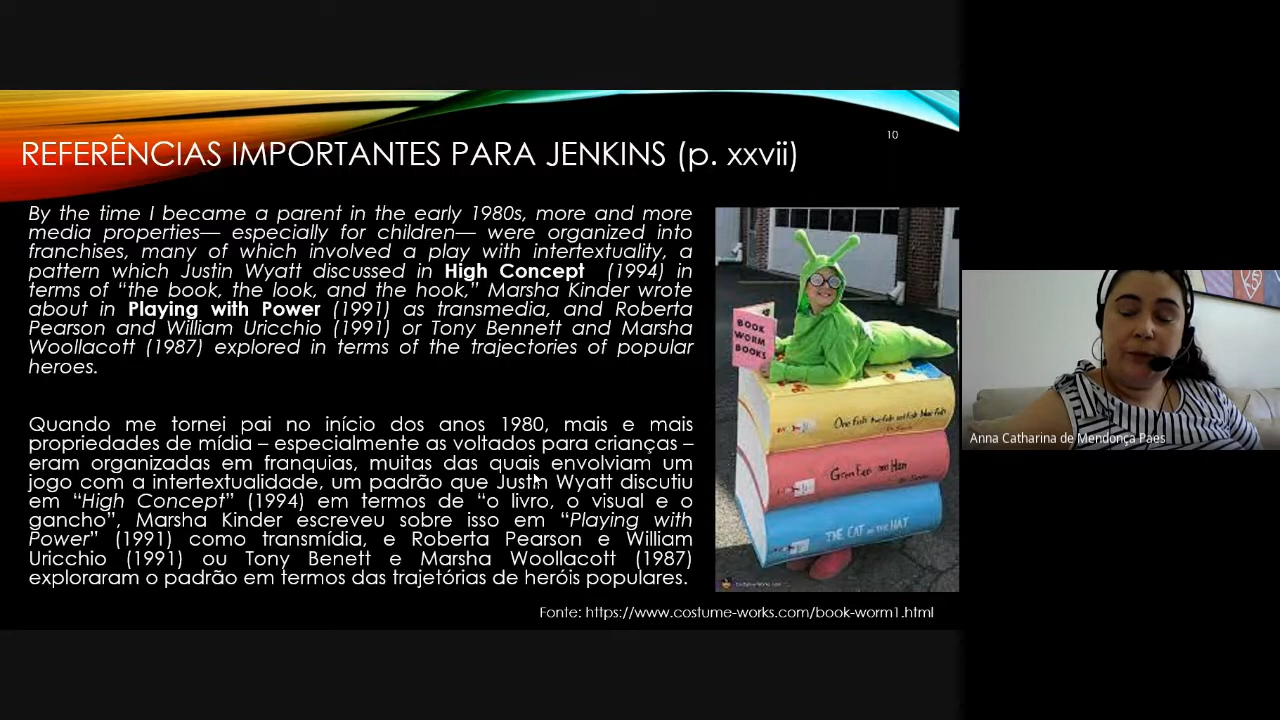 10
REFERÊNCIAS IMPORTANTES PARA JENKINS (p. xxvii)
By the time I became a parent in the early 1980s, more and more
media properties— especially for children— were organized into
franchises, many of which involved a play with intertextuality, a
pattern which Justin Wyatt discussed in High Concept (1994) in
terms of “the book, the look, and the hook,” Marsha Kinder wrote
about in Playing with Power (1991) as transmedia, and Roberta
Pearson and William Uricchio (1991) or Tony Bennett and Marsha
Woollacott (1987) explored in terms of the trajectories of popular
heroes.
Quando me tornei pai no início dos anos 1980, mais e mais
propriedades de mídia – especialmente as voltados para crianças –
eram organizadas em franquias, muitas das quais envolviam um
jogo com a intertextualidade, um padrão que Justin Wyatt discutiu
em “High Concept” (1994) em termos de “o livro, o visual e o
gancho”, Marsha Kinder escreveu sobre isso em “Playing with
Power” (1991) como transmídia, e Roberta Pearson e William
Uricchio (1991) ou Tony Benett e Marsha Woollacott (1987)
exploraram o padrão em termos das trajetórias de heróis populares.
BOOK
WORM
BOOKS
One Fish two fish red fish blue fish
Dr. Seuss
Green Eggs and Ham
THE CAT in THE HAT
Fonte: https://www.costume-works.com/book-worm1.html
Anna Catharina de Mendonça Paes